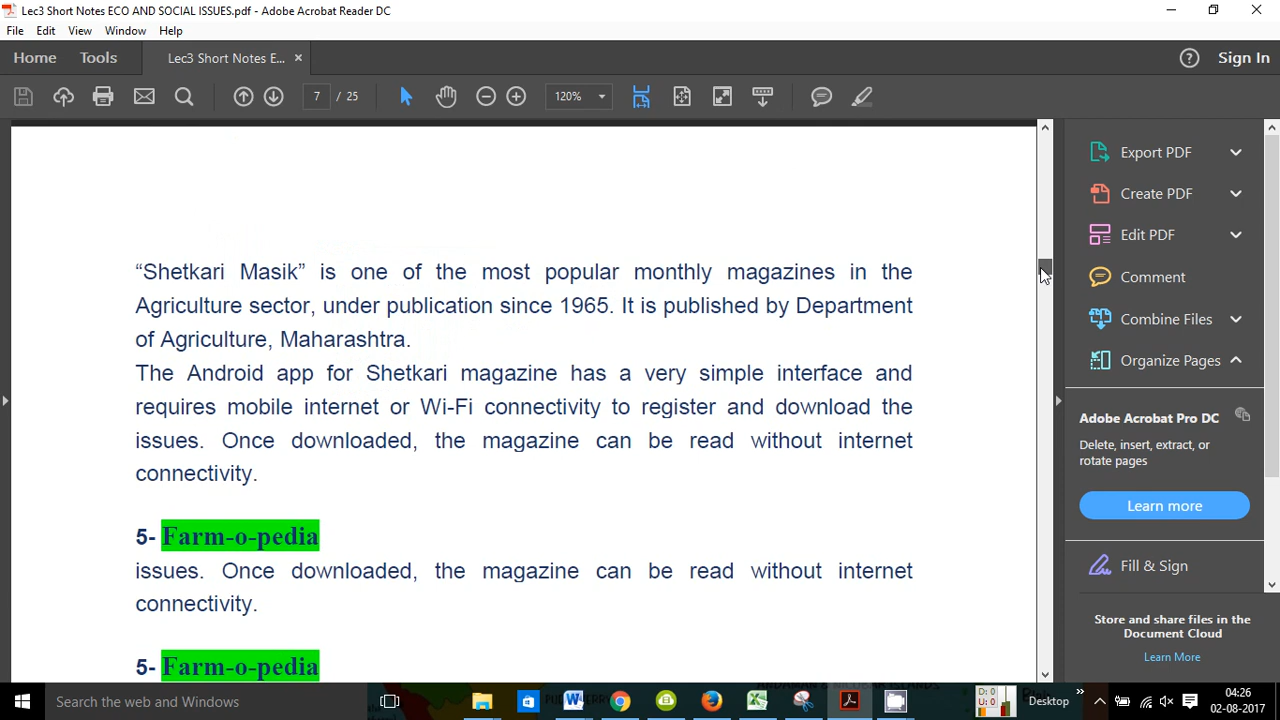 Lec3 Short Notes ECO AND SOCIAL ISSUES.pdf - Adobe Acrobat Reader DC
File Edit View Window Help
Home Tools Lec3 Short Notes E... × ? Sign In
7 / 25 120%
“Shetkari Masik” is one of the most popular monthly magazines in the
Agriculture sector, under publication since 1965. It is published by Department
of Agriculture, Maharashtra.
The Android app for Shetkari magazine has a very simple interface and
requires mobile internet or Wi-Fi connectivity to register and download the
issues. Once downloaded, the magazine can be read without internet
connectivity.
5- Farm-o-pedia
issues. Once downloaded, the magazine can be read without internet
connectivity.
5- Farm-o-pedia
Export PDF
Create PDF
Edit PDF
Comment
Combine Files
Organize Pages
Adobe Acrobat Pro DC
Delete, insert, extract, or
rotate pages
Learn more
Fill & Sign
Store and share files in the
Document Cloud
Learn More
Search the web and Windows
D: 0
U: 0
Desktop
04:26
02-08-2017